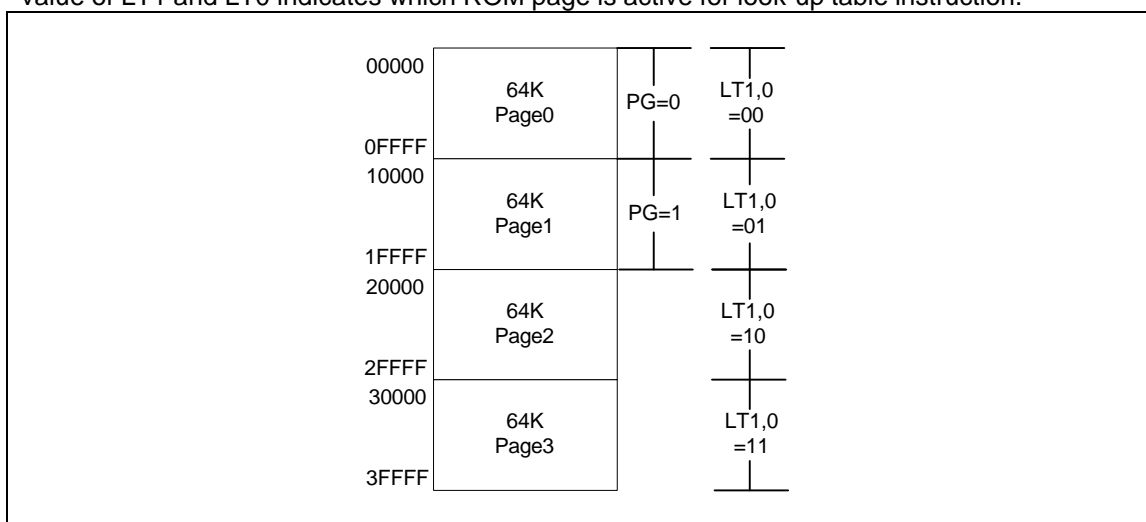 value of LT1 and LT0 indicates which ROM page is active for look-up table instruction.
00000
64K
Page0
PG=0
LT1,0
=00
0FFFF
10000
64K
Page1
PG=1
LT1,0
=01
1FFFF
20000
64K
Page2
LT1,0
=10
2FFFF
30000
64K
Page3
LT1,0
=11
3FFFF